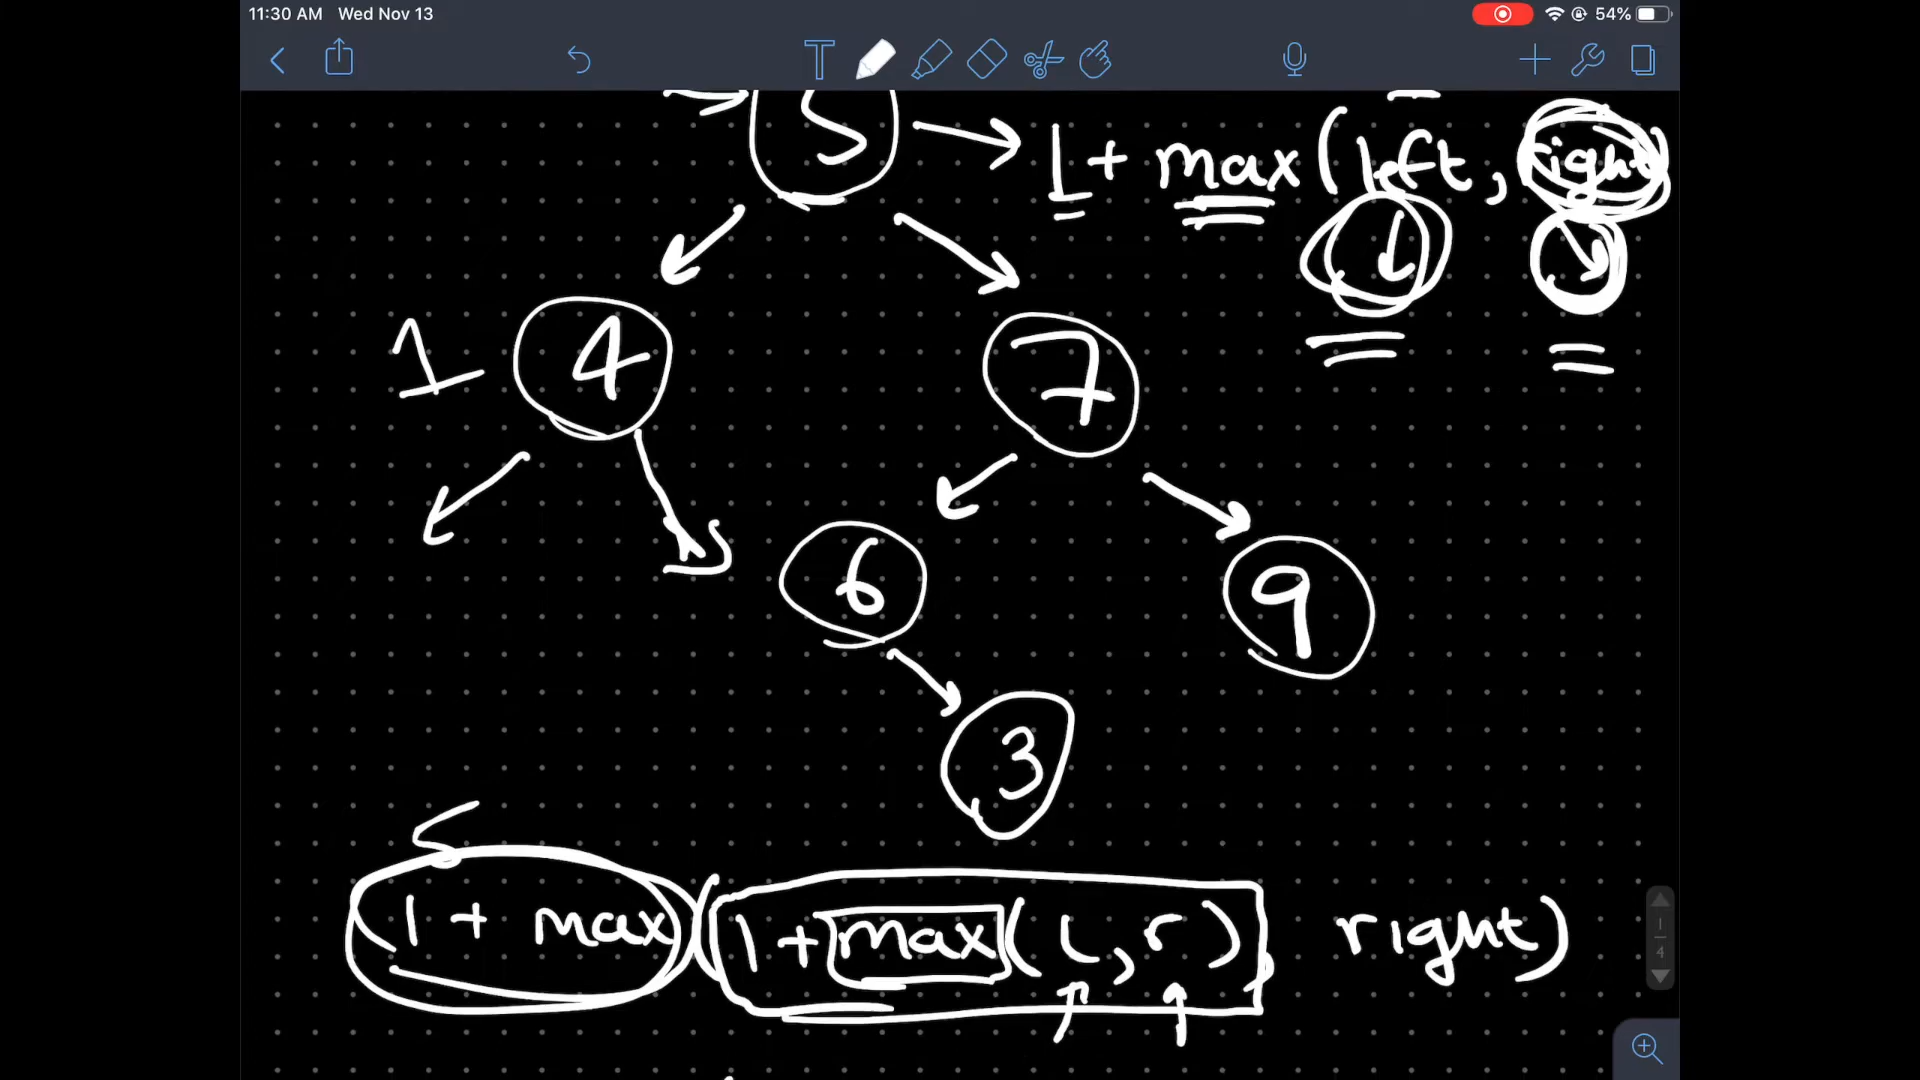 11:30 AM Wed Nov 13 54%
T
5 1 + max (left, right
1 4 7
6 9
3
1 + max (1 + max (l, r) right)
1
4